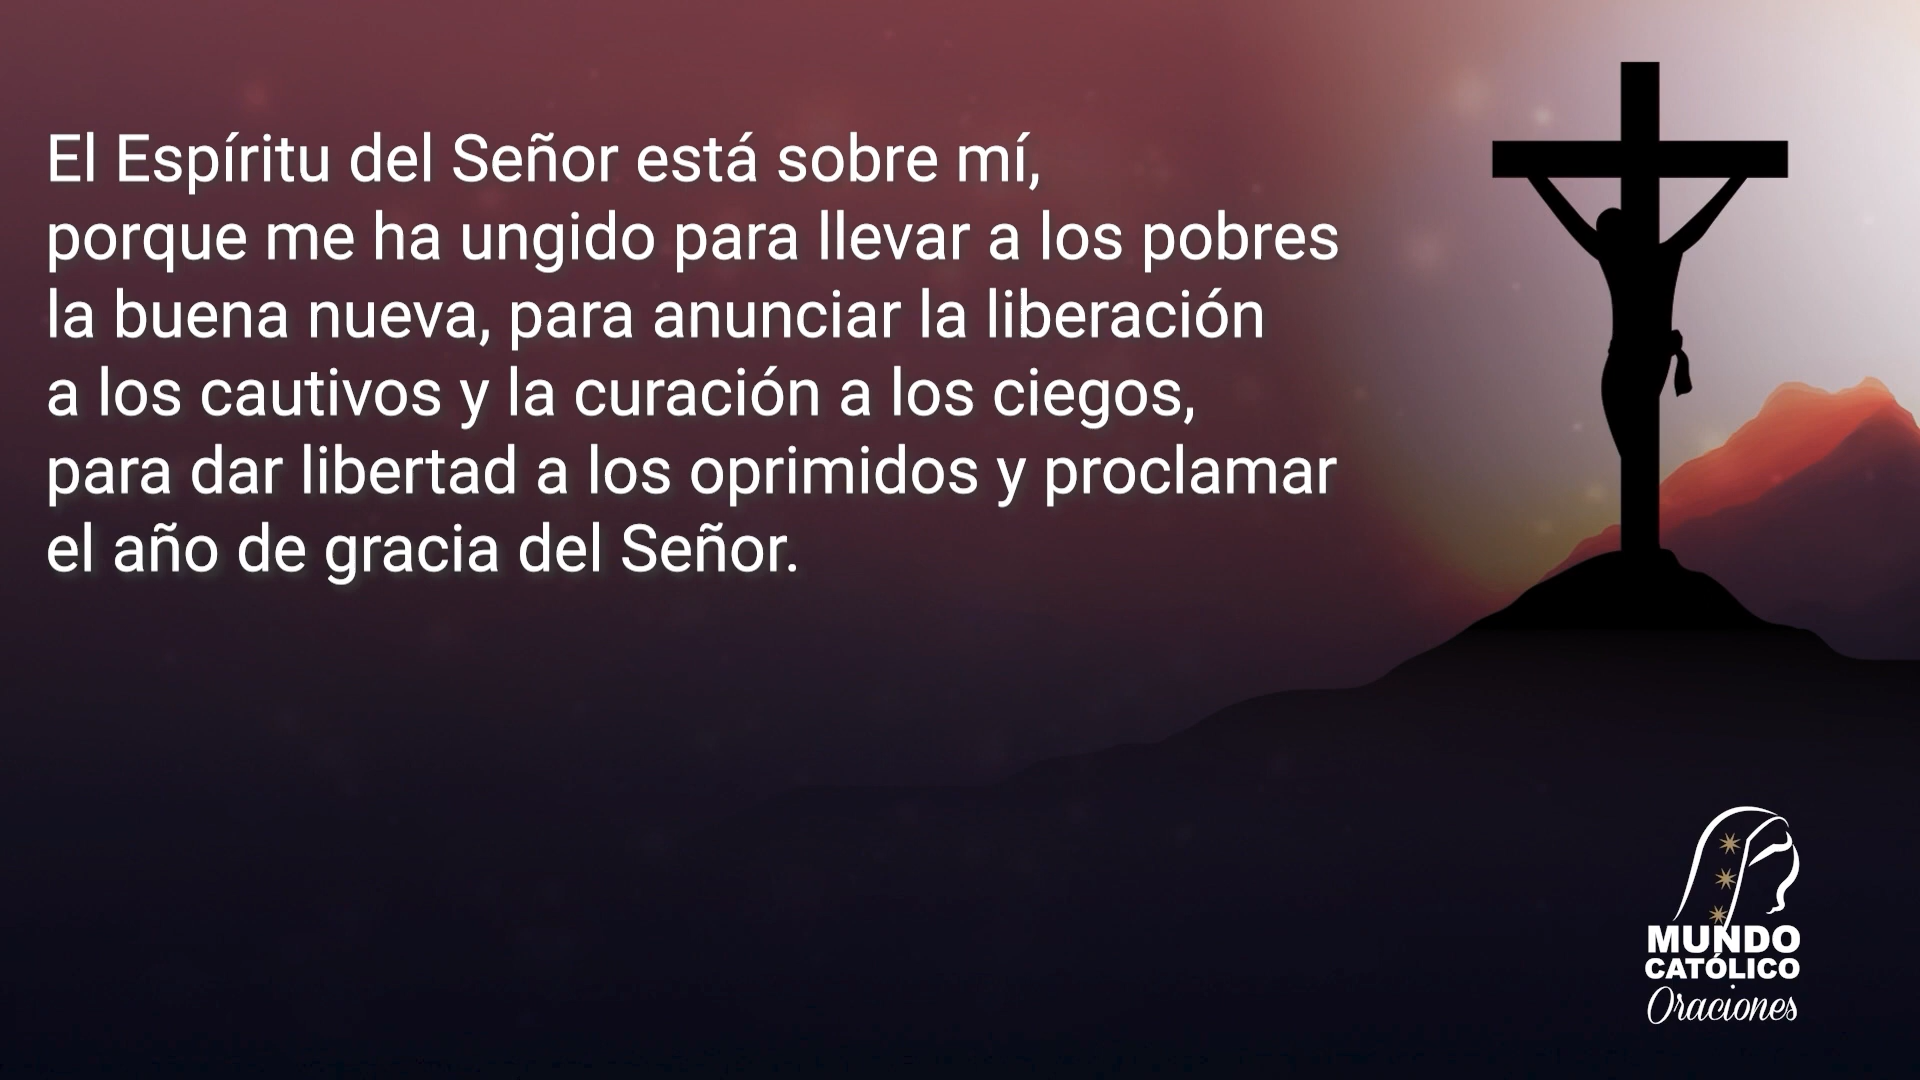 El Espíritu del Señor está sobre mí,
porque me ha ungido para llevar a los pobres
la buena nueva, para anunciar la liberación
a los cautivos y la curación a los ciegos,
para dar libertad a los oprimidos y proclamar
el año de gracia del Señor.
MUNDO
CATÓLICO
Oraciones